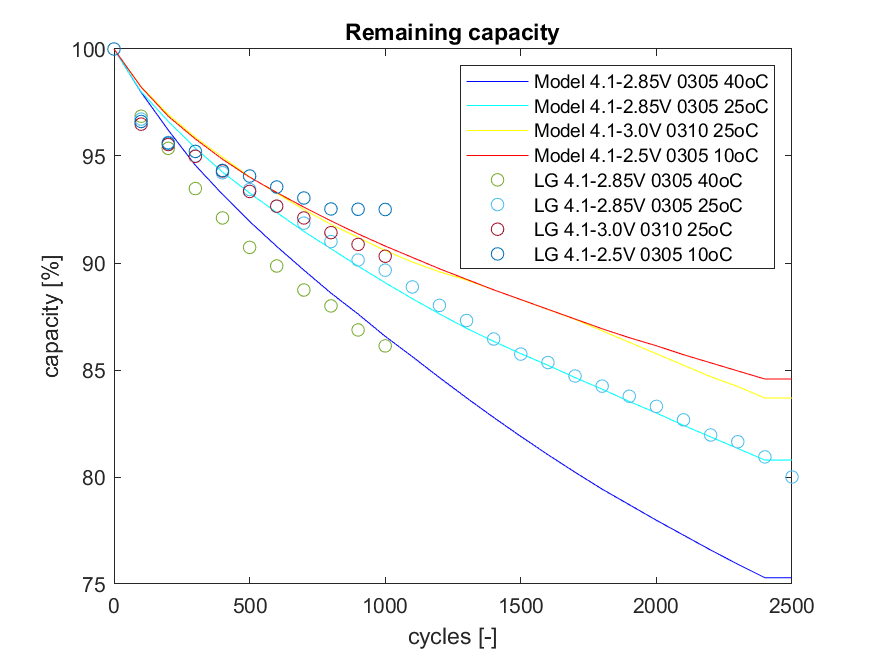 Remaining capacity
100
95
90
85
80
75
capacity [%]
0
500
1000
1500
2000
2500
cycles [-]
Model 4.1-2.85V 0305 40oC
Model 4.1-2.85V 0305 25oC
Model 4.1-3.0V 0310 25oC
Model 4.1-2.5V 0305 10oC
LG 4.1-2.85V 0305 40oC
LG 4.1-2.85V 0305 25oC
LG 4.1-3.0V 0310 25oC
LG 4.1-2.5V 0305 10oC